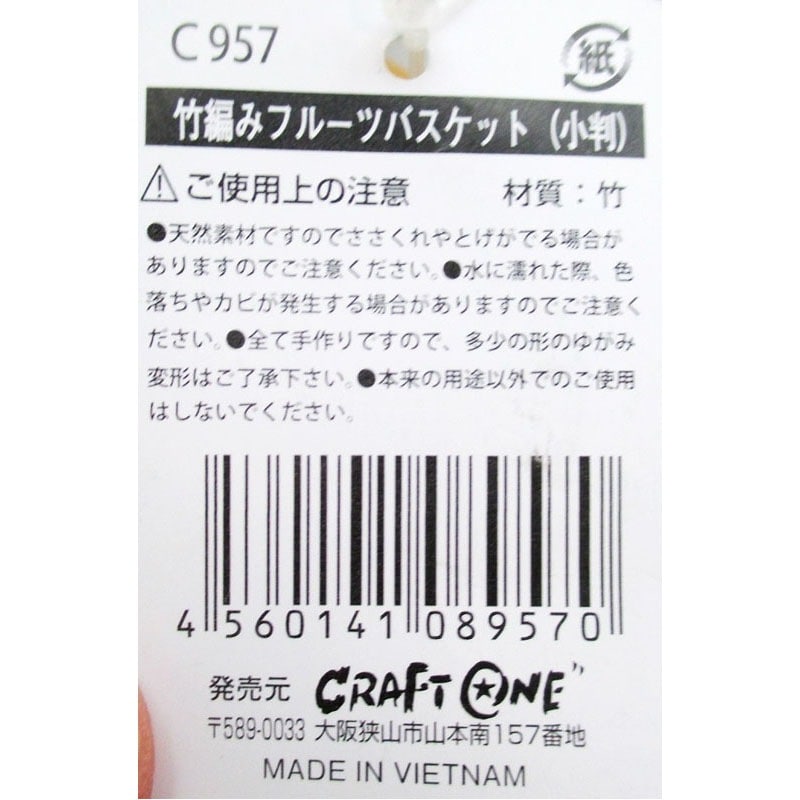 C957
紙
竹編みフルーツバスケット（小判）
ご使用上の注意 材質：竹
●天然素材ですのでささくれやとげがでる場合が
ありますのでご注意ください。●水に濡れた際、色
落ちやカビが発生する場合がありますのでご注意く
ださい。●全て手作りですので、多少の形のゆがみ
変形はご了承下さい。●本来の用途以外でのご使用
はしないでください。
4 560141 089570
発売元 CRAFT ONE
〒589-0033 大阪狭山市山本南157番地
MADE IN VIETNAM